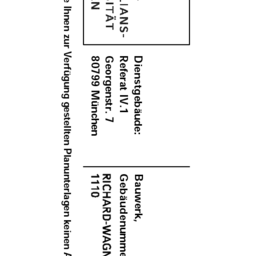 IANS-
ITÄT
N
Dienstgebäude:
Referat IV.1
Georgenstr. 7
80799 München
Bauwerk,
Gebäudenumme
RICHARD-WAGN
1110
e Ihnen zur Verfügung gestellten Planunterlagen keinen A